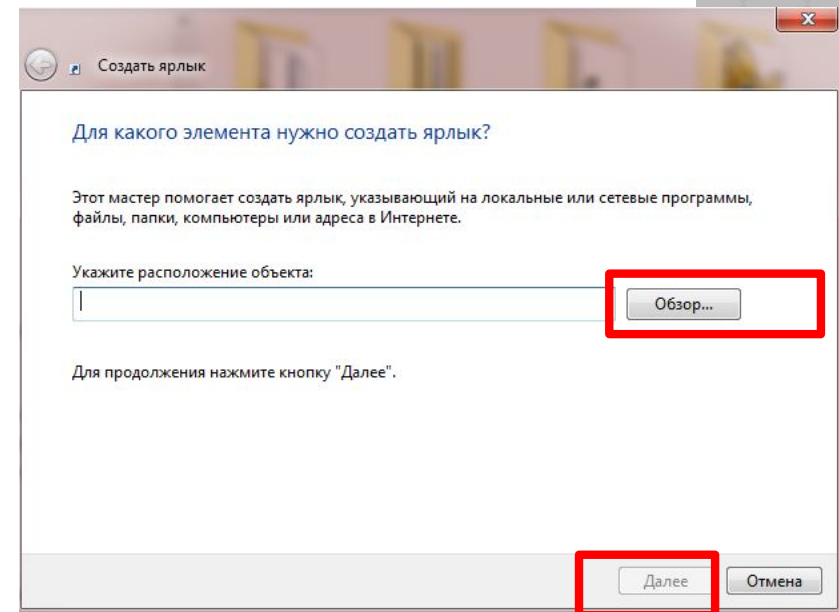 Создать ярлык
Для какого элемента нужно создать ярлык?
Этот мастер помогает создать ярлык, указывающий на локальные или сетевые программы,
файлы, папки, компьютеры или адреса в Интернете.
Укажите расположение объекта:
Обзор...
Для продолжения нажмите кнопку "Далее".
Далее
Отмена